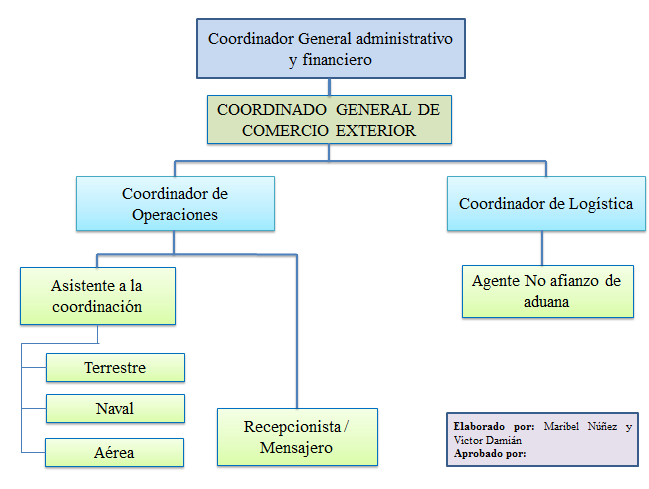 Coordinador General administrativo
y financiero
COORDINADO GENERAL DE
COMERCIO EXTERIOR
Coordinador de
Operaciones
Coordinador de Logística
Asistente a la
coordinación
Agente No afianzo de
aduana
Terrestre
Naval
Aérea
Recepcionista /
Mensajero
Elaborado por: Maribel Núñez y
Victor Damián
Aprobado por: